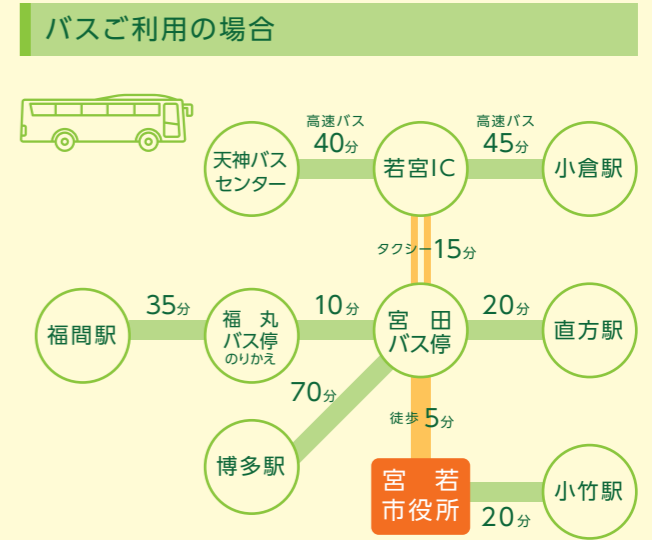 バスご利用の場合
高速バス
40分
高速バス
45分
天神バス
センター
若宮IC
小倉駅
タクシー15分
35分
10分
20分
福間駅
福丸
バス停
のりかえ
宮田
バス停
直方駅
70分
徒歩5分
博多駅
宮若
市役所
小竹駅
20分